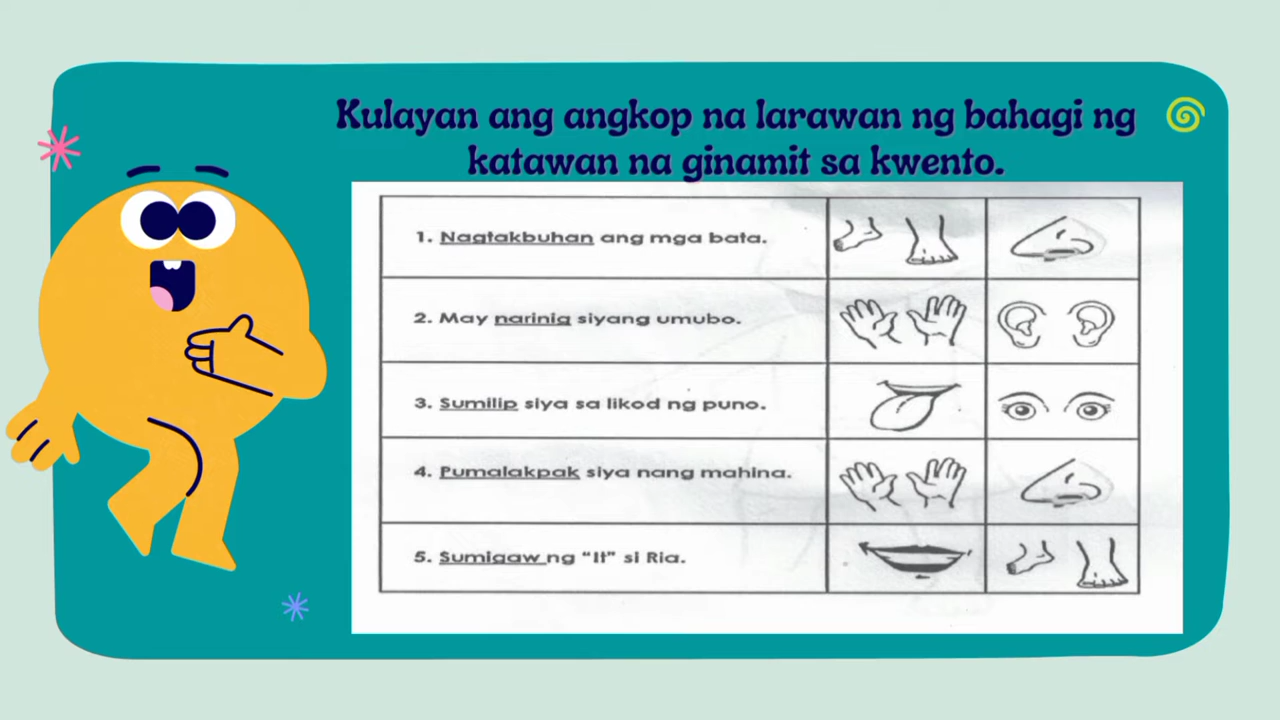 Kulayan ang angkop na larawan ng bahagi ng
katawan na ginamit sa kwento.
1. Nagtakbuhan ang mga bata.
2. May narinig siyang umubo.
3. Sumilip siya sa likod ng puno.
4. Pumalakpak siya nang mahina.
5. Sumigaw ng “It” si Ria.